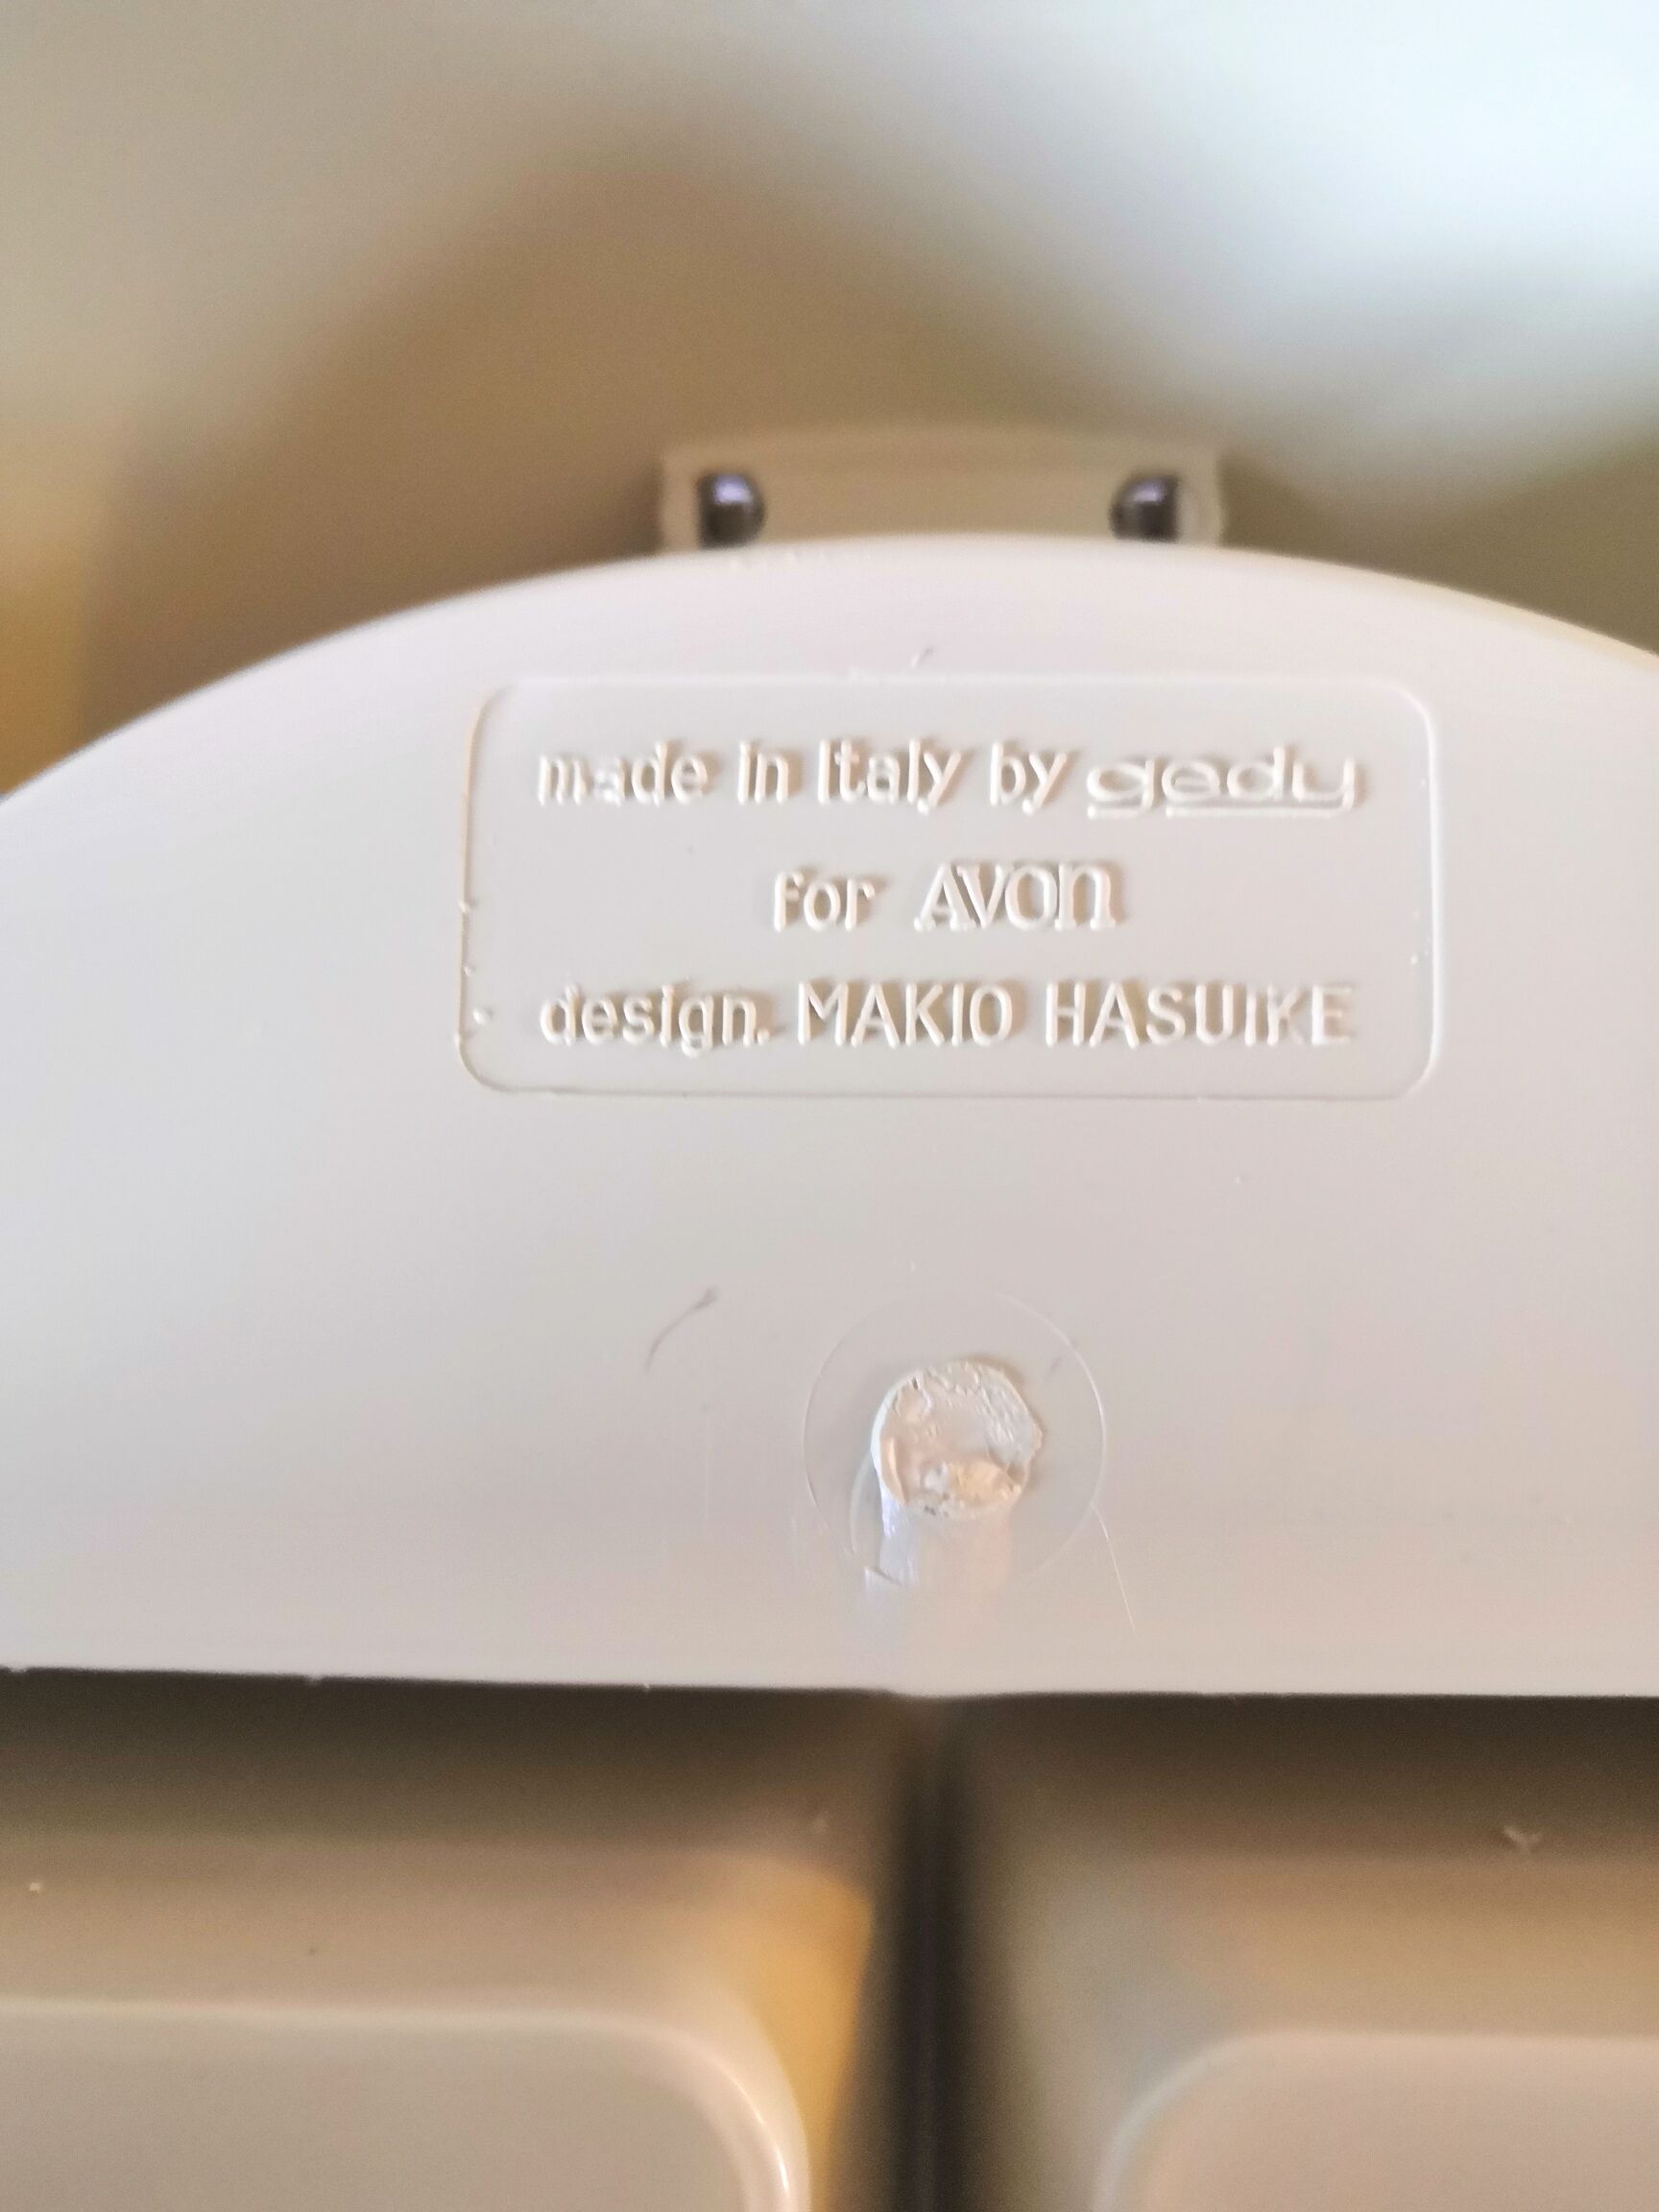 made in Italy by gedy
for AVON
design. MAKIO HASUIKE